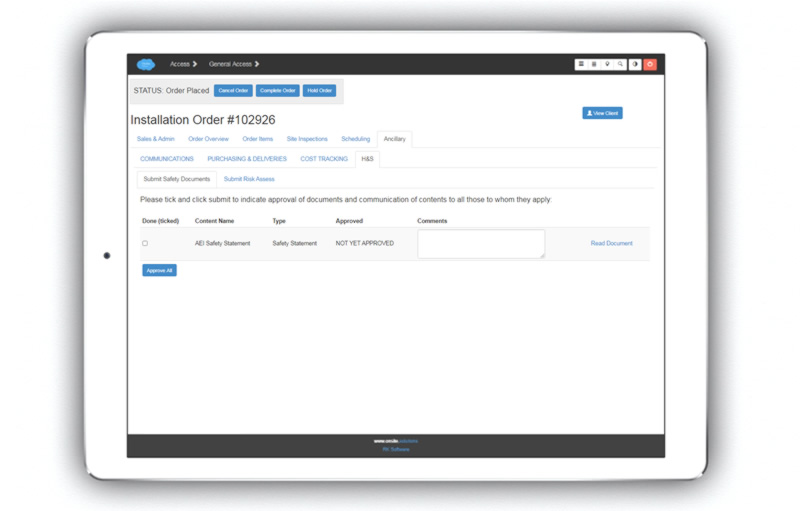 Access General Access
STATUS: Order Placed Cancel Order Complete Order Hold Order
View Client
Installation Order #102926
Sales & Admin Order Overview Order Items Site Inspections Scheduling Ancillary
COMMUNICATIONS PURCHASING & DELIVERIES COST TRACKING H&S
Submit Safety Documents Submit Risk Assess
Please tick and click submit to indicate approval of documents and communication of contents to all those to whom they apply
Done (ticked) Content Name Type Approved Comments
AEI Safety Statement Safety Statement NOT YET APPROVED Read Document
Approve All
Software